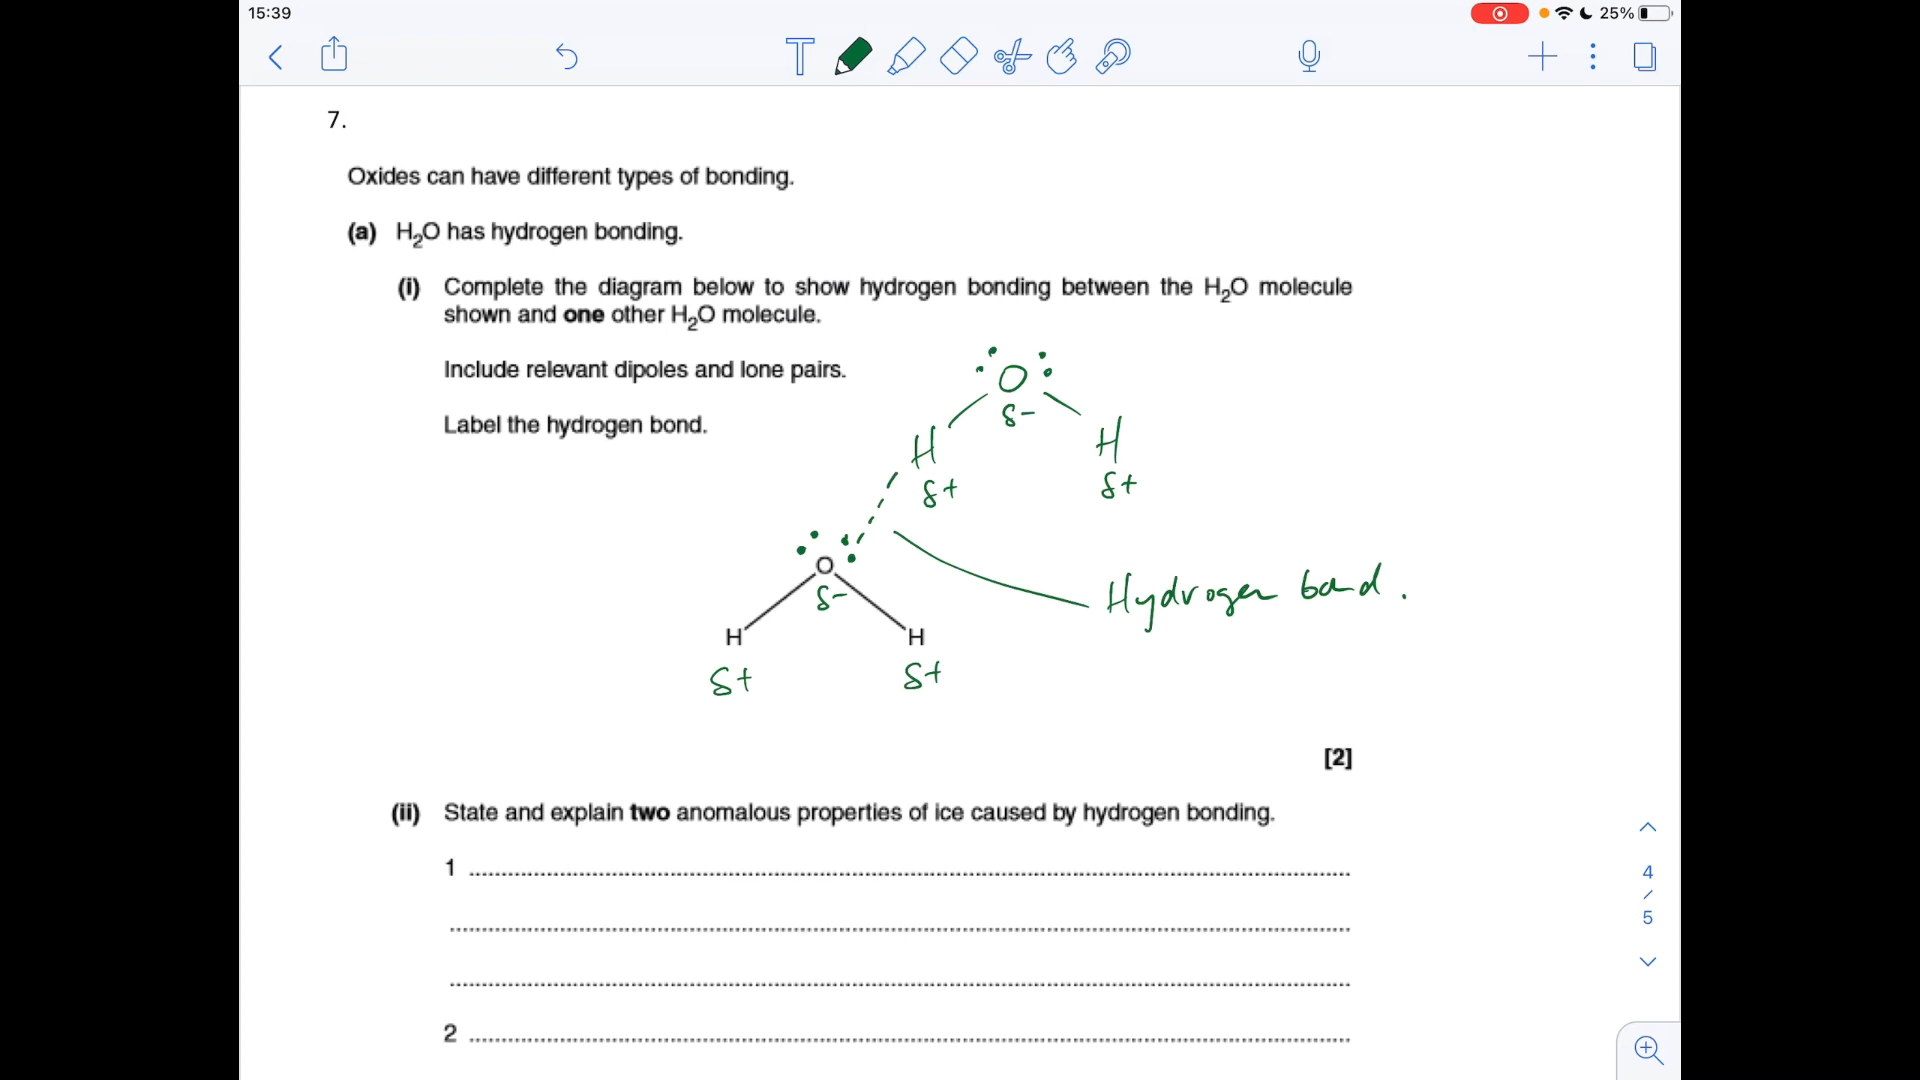 15:39
25%
T
7.
Oxides can have different types of bonding.
(a) H₂O has hydrogen bonding.
(i) Complete the diagram below to show hydrogen bonding between the H₂O molecule
shown and one other H₂O molecule.
Include relevant dipoles and lone pairs.
Label the hydrogen bond.
O
δ-
H H
δ+ δ+
O
δ-
Hydrogen bond.
H H
δ+ δ+
[2]
(ii) State and explain two anomalous properties of ice caused by hydrogen bonding.
1
2
4
/
5